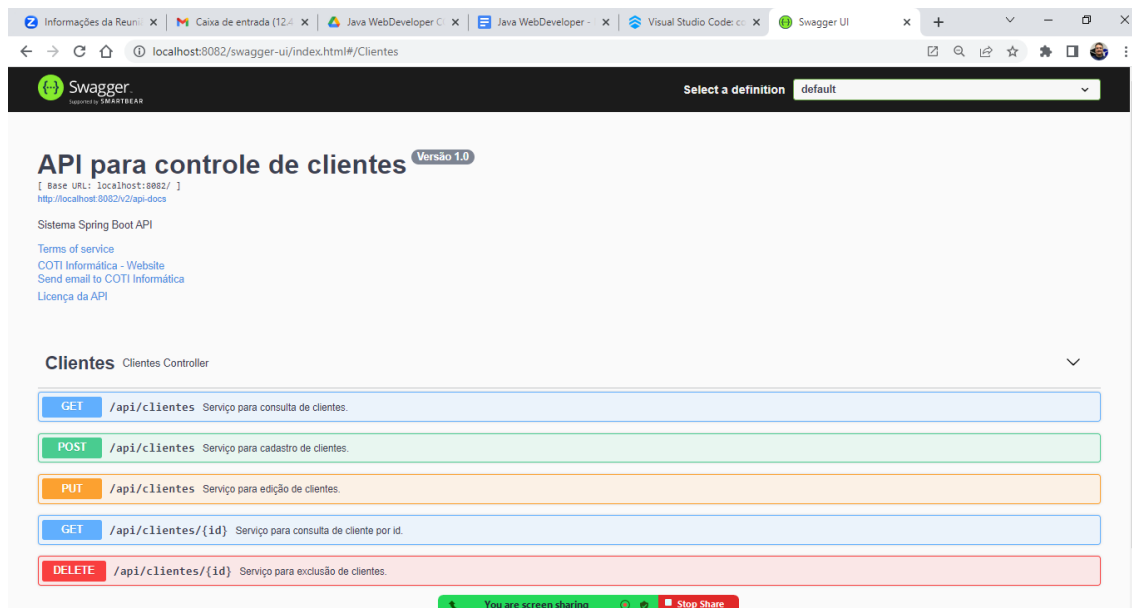 Informações da Reuni
Caixa de entrada (12.4
Java WebDeveloper C
Java WebDeveloper -
Visual Studio Code: co
Swagger UI
localhost:8082/swagger-ui/index.html#/Clientes
Swagger.
Supported by SMARTBEAR
Select a definition
default
API para controle de clientes Versão 1.0
[ Base URL: localhost:8082/ ]
http://localhost:8082/v2/api-docs
Sistema Spring Boot API
Terms of service
COTI Informática - Website
Send email to COTI Informática
Licença da API
Clientes Clientes Controller
GET /api/clientes Serviço para consulta de clientes.
POST /api/clientes Serviço para cadastro de clientes.
PUT /api/clientes Serviço para edição de clientes.
GET /api/clientes/{id} Serviço para consulta de cliente por id.
DELETE /api/clientes/{id} Serviço para exclusão de clientes.
You are screen sharing
Stop Share